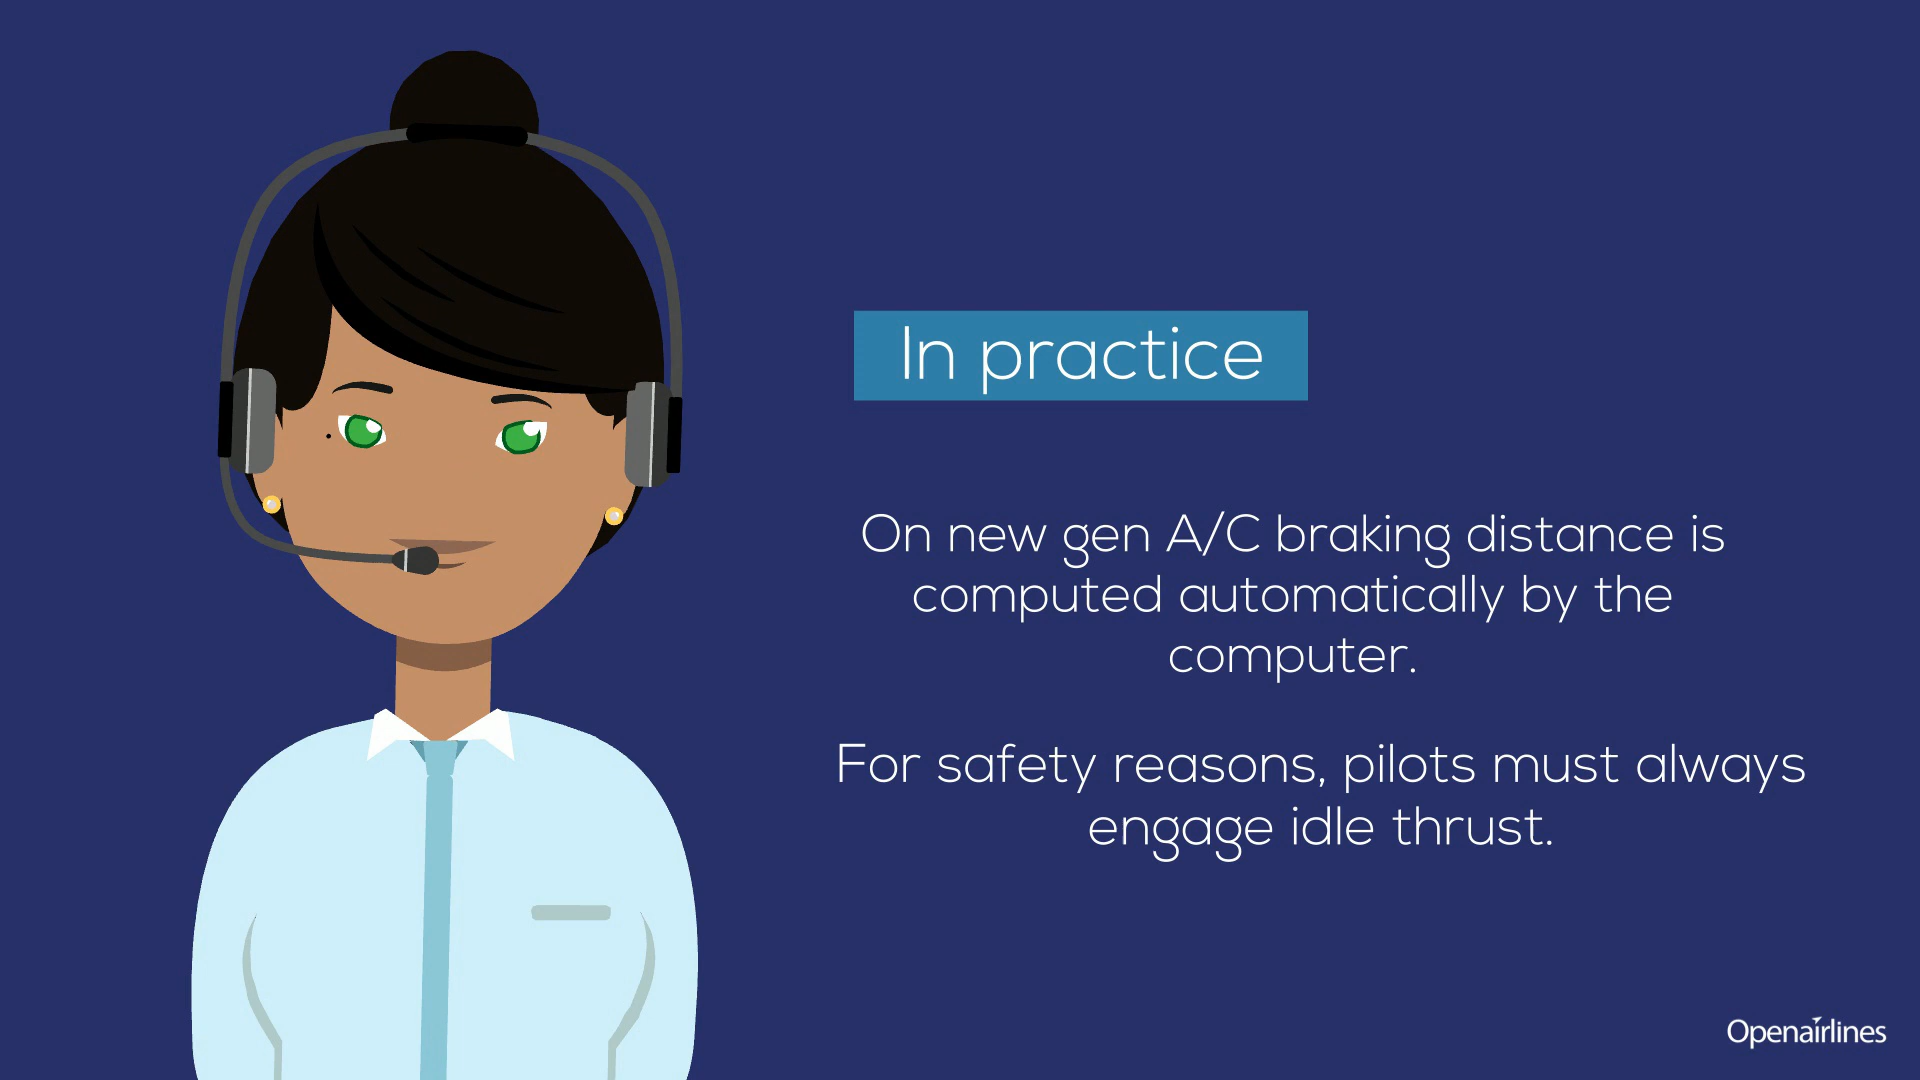 In practice
On new gen A/C braking distance is
computed automatically by the
computer.
For safety reasons, pilots must always
engage idle thrust.
Openairlines